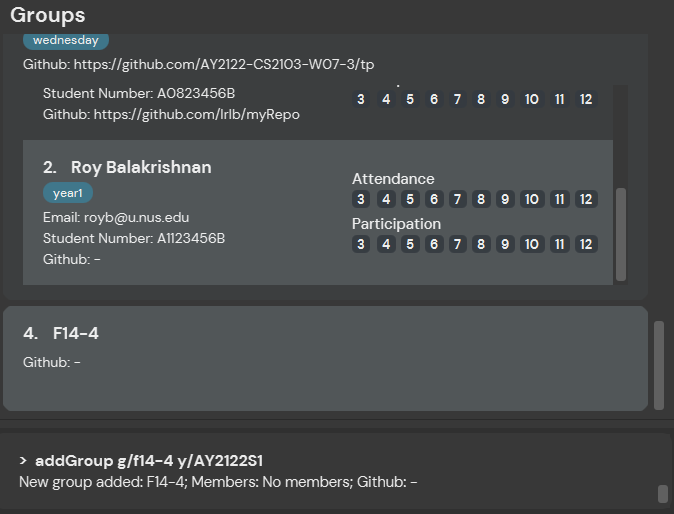 Groups
wednesday
Github: https://github.com/AY2122-CS2103-W07-3/tp
Student Number: A0823456B
3 4 5 6 7 8 9 10 11 12
Github: https://github.com/lrlb/myRepo
2. Roy Balakrishnan
year1
Attendance
3 4 5 6 7 8 9 10 11 12
Email: royb@u.nus.edu
Participation
Student Number: A1123456B
3 4 5 6 7 8 9 10 11 12
Github: -
4. F14-4
Github: -
> addGroup g/f14-4 y/AY2122S1
New group added: F14-4; Members: No members; Github: -